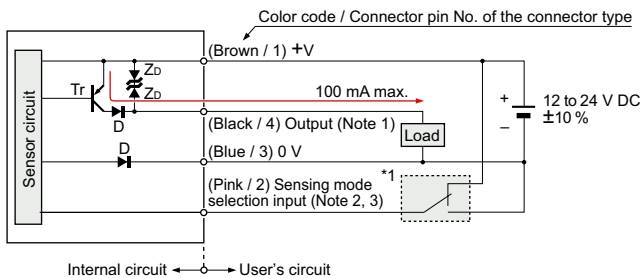 Color code / Connector pin No. of the connector type
(Brown / 1) +V
Tr
ZD
ZD
100 mA max.
D
(Black / 4) Output (Note 1)
Load
+
–
12 to 24 V DC
±10 %
Sensor circuit
D
(Blue / 3) 0 V
(Pink / 2) Sensing mode
selection input (Note 2, 3)
*1
Internal circuit
User's circuit